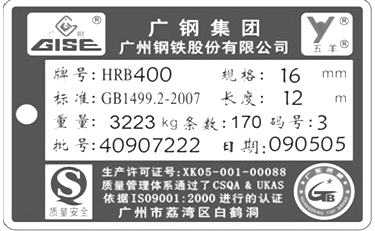 广钢
GISE
广钢集团
广州钢铁股份有限公司
五羊
牌号:HRB400 规格:16 mm
标准:GB1499.2-2007 长度:12 m
重量:3223 kg 条数:170 码号:3
批号:40907222 日期:090505
质量安全
生产许可证号:XK05-001-00088
质量管理体系通过了CSQA & UKAS
依据ISO9001:2000进行的认证
广州市荔湾区白鹤洞